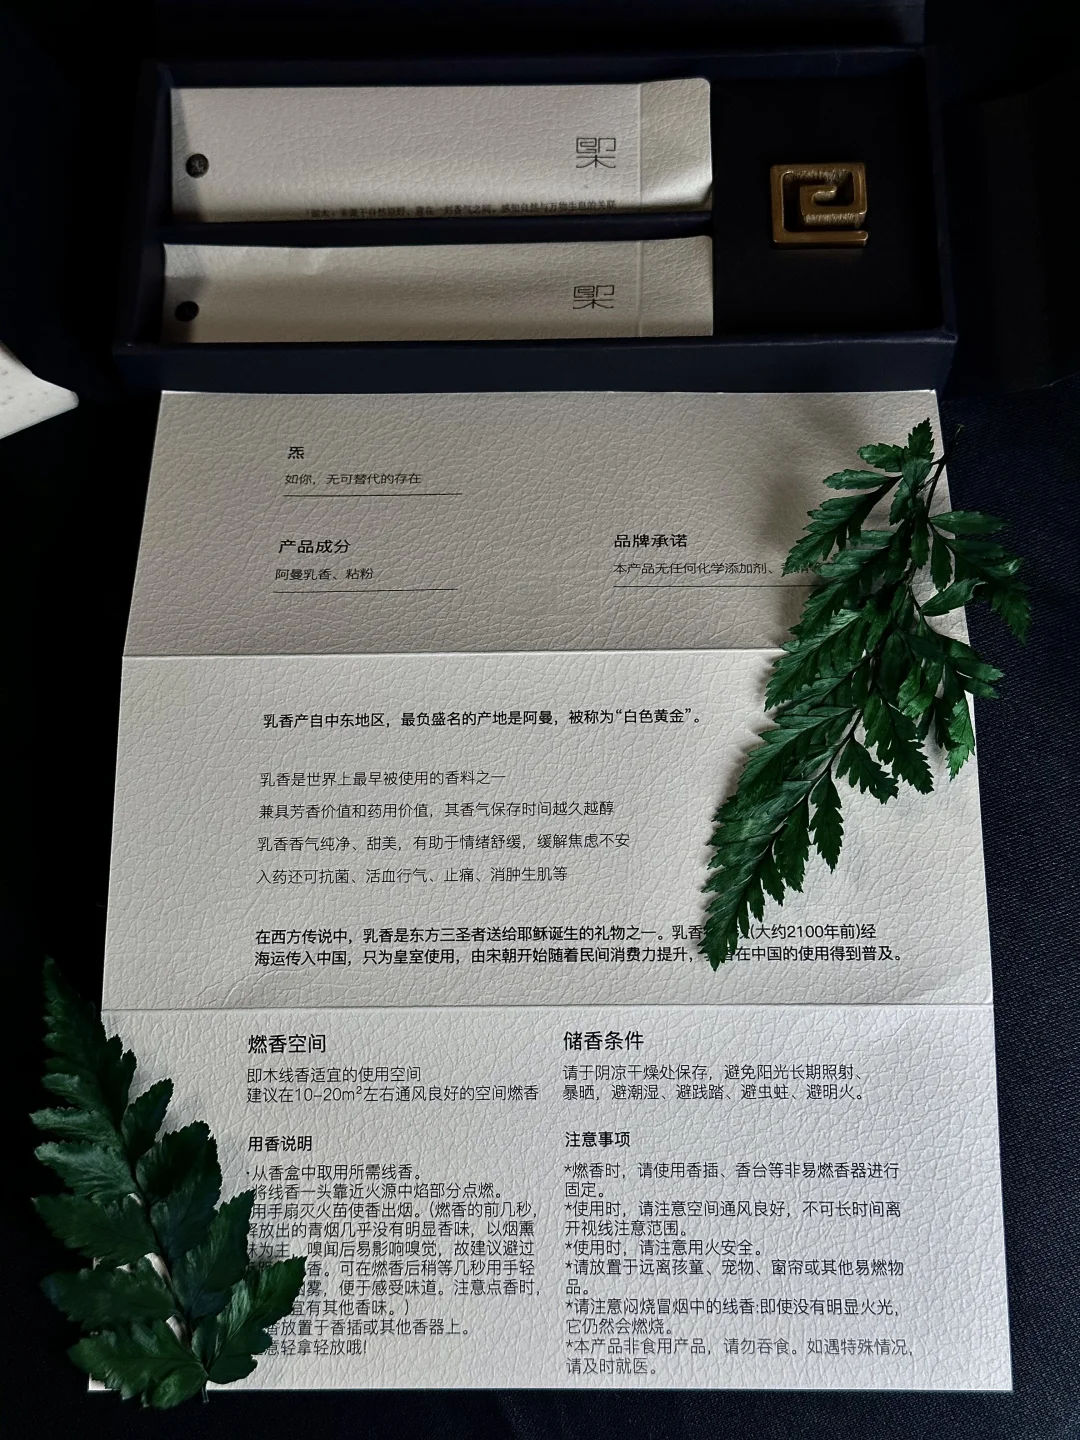 即木
即木
炁
如你，无可替代的存在
产品成分
阿曼乳香、粘粉
品牌承诺
本产品无任何化学添加剂、
乳香产自中东地区，最负盛名的产地是阿曼，被称为“白色黄金”。
乳香是世界上最早被使用的香料之一
兼具芳香价值和药用价值，其香气保存时间越久越醇
乳香香气纯净、甜美，有助于情绪舒缓，缓解焦虑不安
入药还可抗菌、活血行气、止痛、消肿生肌等
在西方传说中，乳香是东方三圣者送给耶稣诞生的礼物之一。乳香 (大约2100年前)经
海运传入中国，只为皇室使用，由宋朝开始随着民间消费力提升， 在中国的使用得到普及。
燃香空间
即木线香适宜的使用空间
建议在10-20m²左右通风良好的空间燃香
储香条件
请于阴凉干燥处保存，避免阳光长期照射、
暴晒，避潮湿、避践踏、避虫蛀、避明火。
用香说明
·从香盒中取用所需线香。
将线香一头靠近火源中焰部分点燃。
用手扇灭火苗使香出烟。（燃香的前几秒，
释放出的青烟几乎没有明显香味，以烟熏
味为主，嗅闻后易影响嗅觉，故建议避过
香。可在燃香后稍等几秒用手轻
雾，便于感受味道。注意点香时，
宜有其他香味。）
香放置于香插或其他香器上。
意轻拿轻放哦!
注意事项
*燃香时，请使用香插、香台等非易燃香器进行
固定。
*使用时，请注意空间通风良好，不可长时间离
开视线注意范围。
*使用时，请注意用火安全。
*请放置于远离孩童、宠物、窗帘或其他易燃物
品。
*请注意闷烧冒烟中的线香:即使没有明显火光，
它仍然会燃烧。
*本产品非食用产品，请勿吞食。如遇特殊情况，
请及时就医。